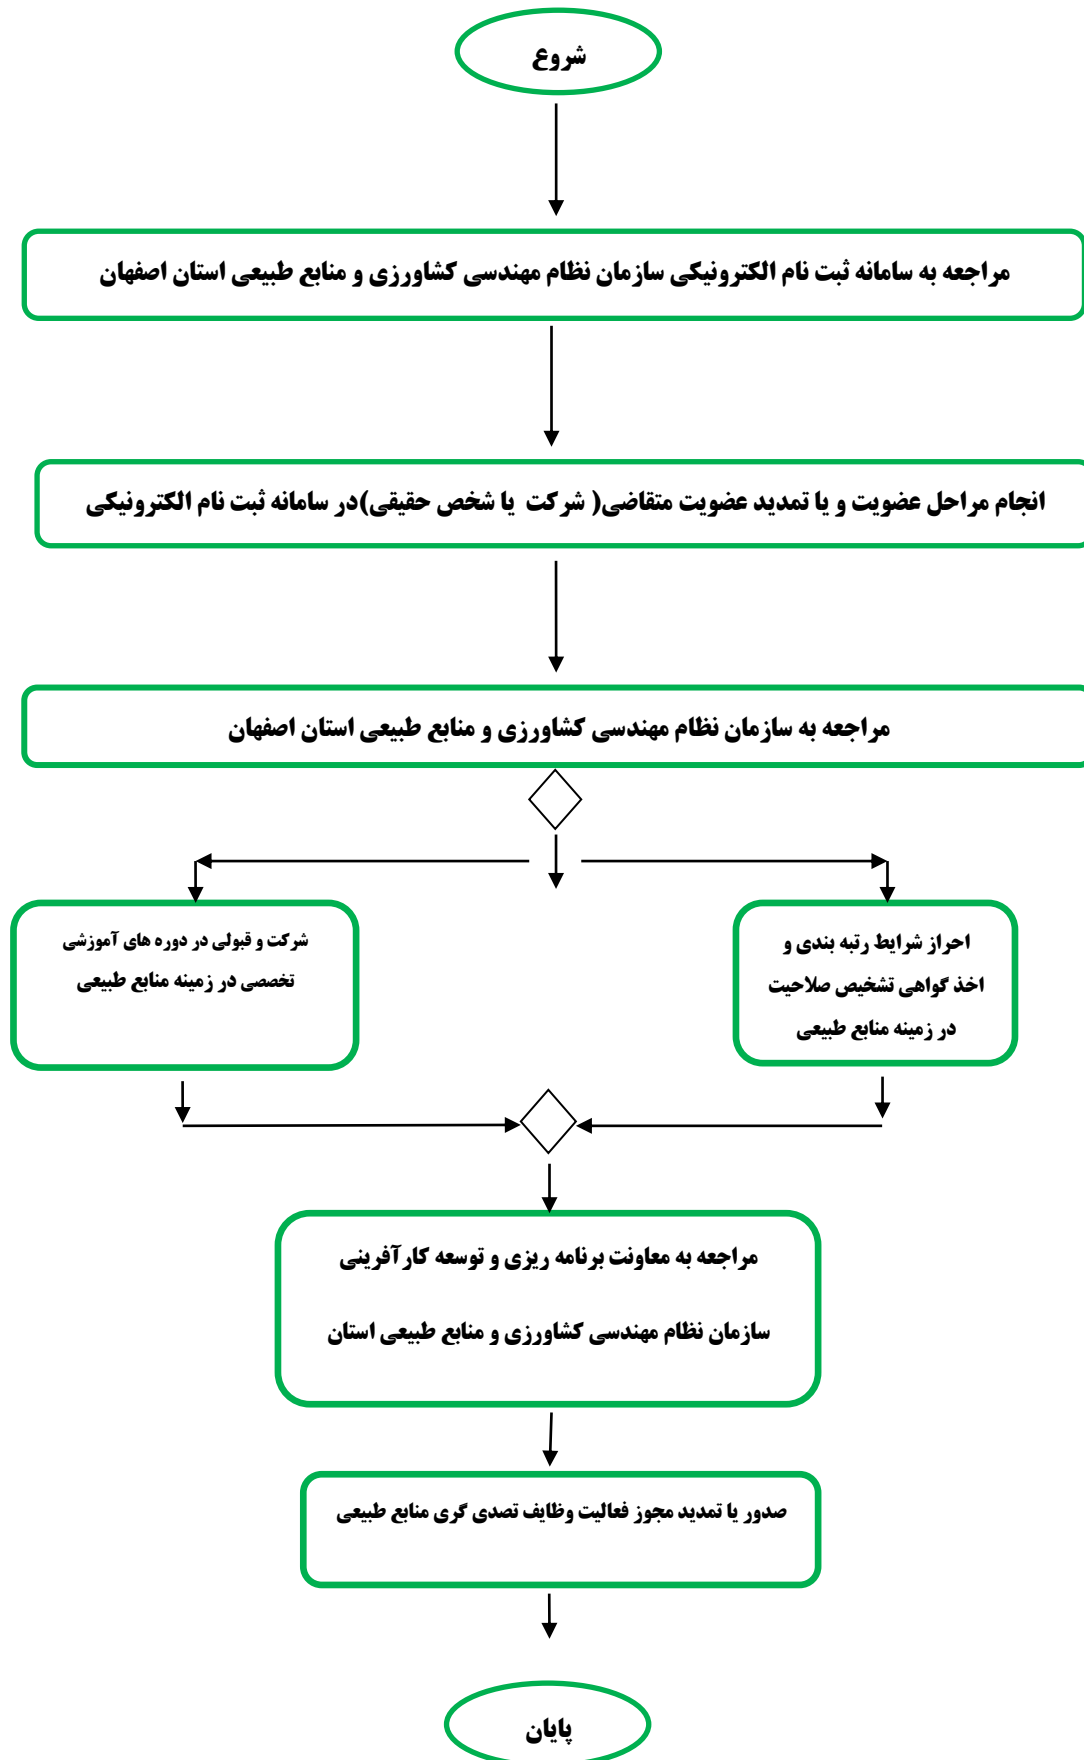 شروع
مراجعه به سامانه ثبت نام الکترونیکی سازمان نظام مهندسی کشاورزی و منابع طبیعی استان اصفهان
انجام مراحل عضویت و یا تمدید عضویت متقاضی( شرکت یا شخص حقیقی)در سامانه ثبت نام الکترونیکی
مراجعه به سازمان نظام مهندسی کشاورزی و منابع طبیعی استان اصفهان
احراز شرایط رتبه بندی و
اخذ گواهی تشخیص صلاحیت
در زمینه منابع طبیعی
شرکت و قبولی در دوره های آموزشی
تخصصی در زمینه منابع طبیعی
مراجعه به معاونت برنامه ریزی و توسعه کارآفرینی
سازمان نظام مهندسی کشاورزی و منابع طبیعی استان
صدور یا تمدید مجوز فعالیت وظایف تصدی گری منابع طبیعی
پایان